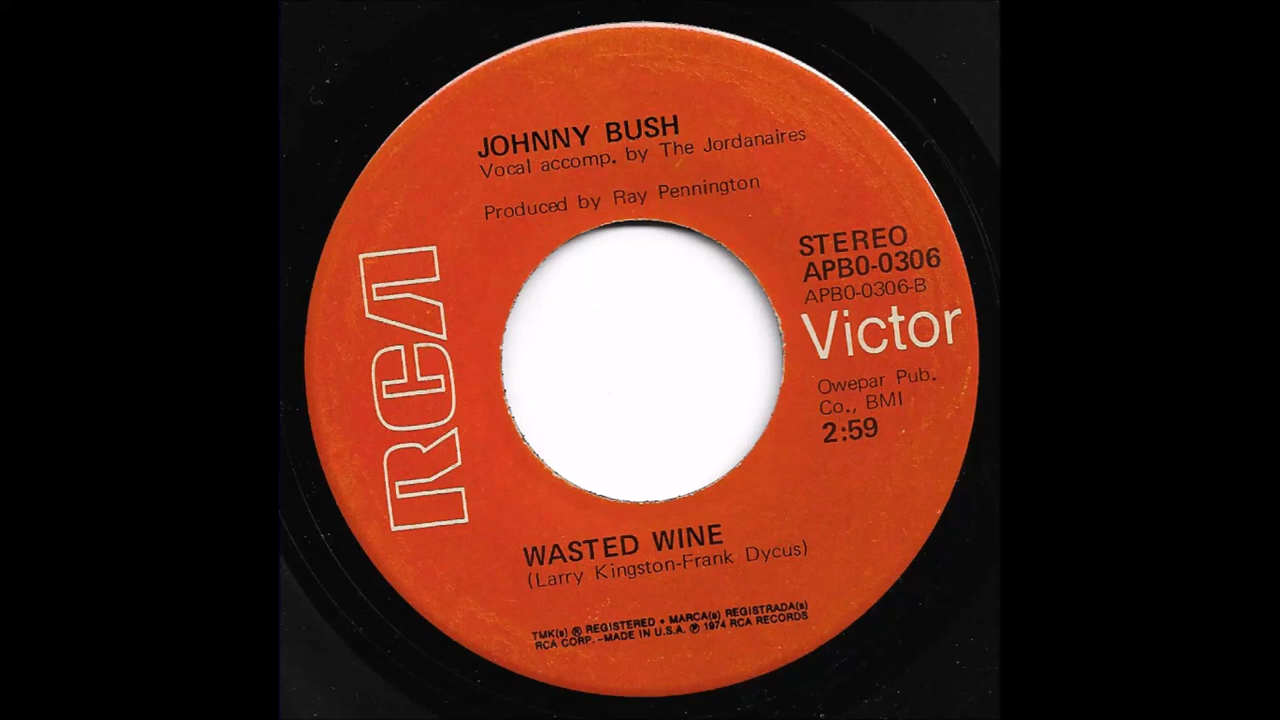 JOHNNY BUSH
Vocal accomp. by The Jordanaires
Produced by Ray Pennington
RCA
STEREO
APBO-0306
APBO-0306-B
Victor
Owepar Pub.
Co., BMI
2:59
WASTED WINE
(Larry Kingston-Frank Dycus)
TMK(s) ® REGISTERED • MARCA(s) REGISTRADA(s)
RCA CORP. –MADE IN U.S.A. ℗ 1974 RCA RECORDS